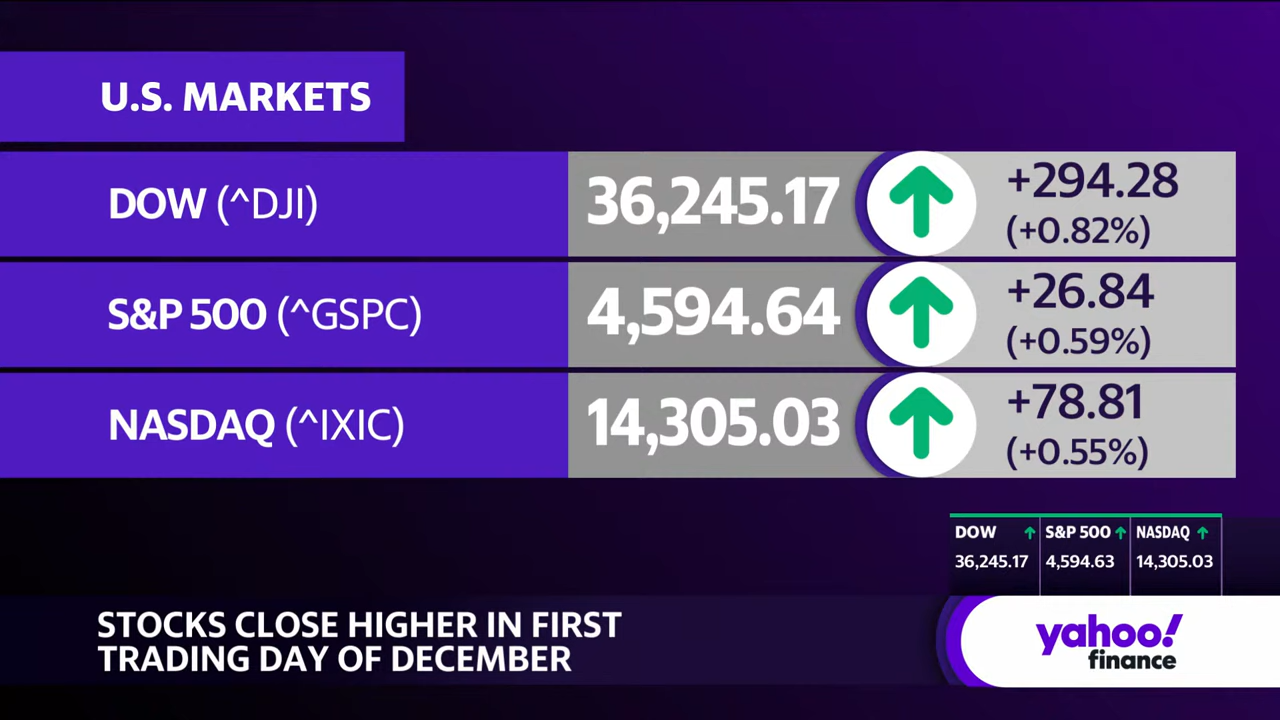 U.S. MARKETS
DOW (^DJI) 36,245.17 +294.28 (+0.82%)
S&P 500 (^GSPC) 4,594.64 +26.84 (+0.59%)
NASDAQ (^IXIC) 14,305.03 +78.81 (+0.55%)
DOW S&P 500 NASDAQ
36,245.17 4,594.63 14,305.03
STOCKS CLOSE HIGHER IN FIRST
TRADING DAY OF DECEMBER
yahoo!
finance